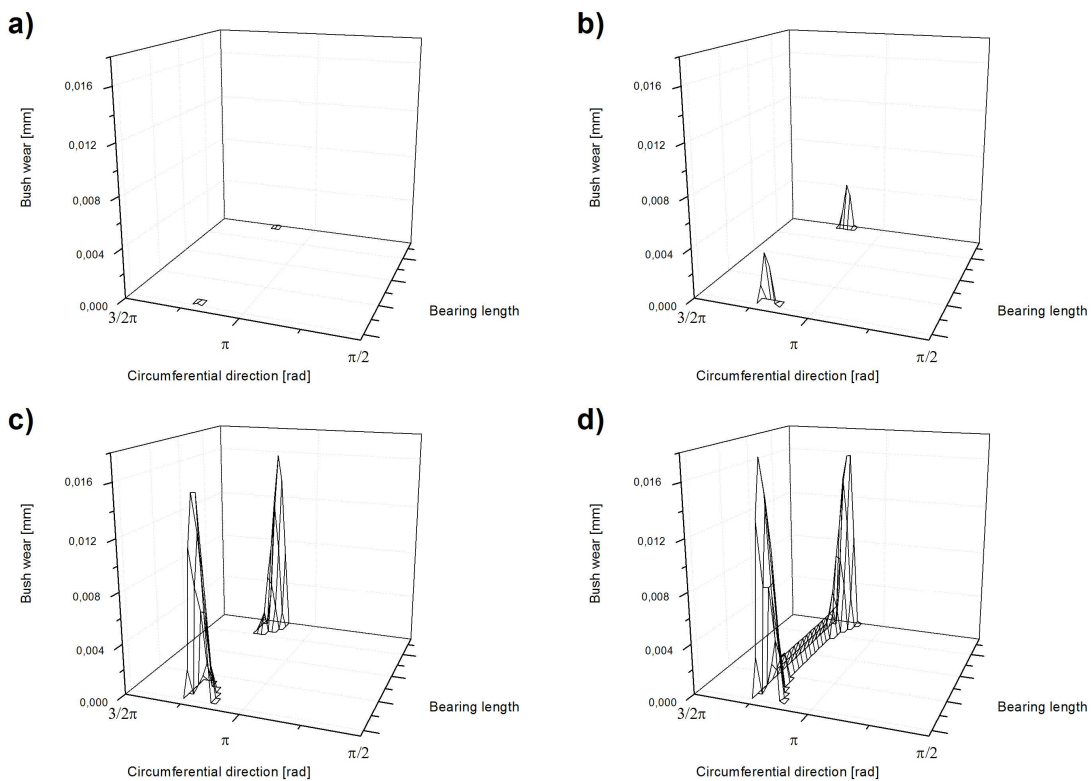 a)
0,016
0,012
0,008
0,004
0,000
Bush wear [mm]
3/2π
π
π/2
Circumferential direction [rad]
Bearing length
b)
0,016
0,012
0,008
0,004
0,000
Bush wear [mm]
3/2π
π
π/2
Circumferential direction [rad]
Bearing length
c)
0,016
0,012
0,008
0,004
0,000
Bush wear [mm]
3/2π
π
π/2
Circumferential direction [rad]
Bearing length
d)
0,016
0,012
0,008
0,004
0,000
Bush wear [mm]
3/2π
π
π/2
Circumferential direction [rad]
Bearing length